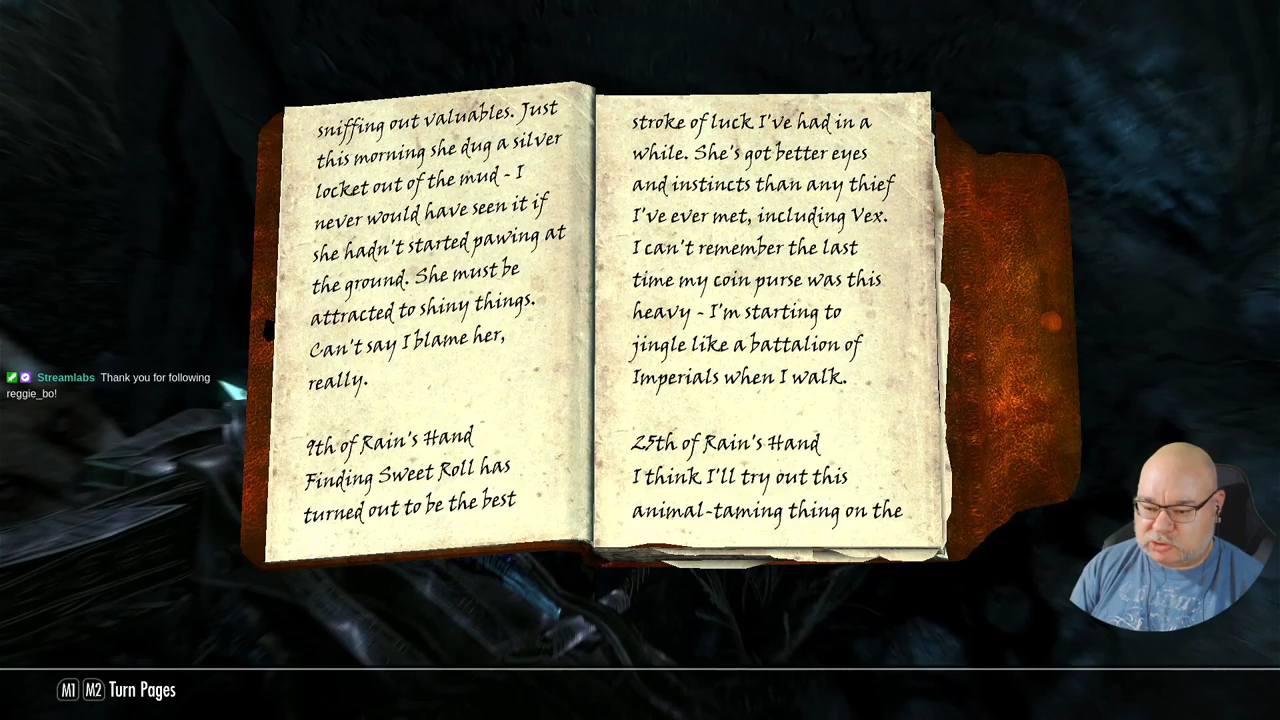 sniffing out valuables. Just
this morning she dug a silver
locket out of the mud - I
never would have seen it if
she hadn't started pawing at
the ground. She must be
attracted to shiny things.
Can't say I blame her,
really.
9th of Rain's Hand
Finding Sweet Roll has
turned out to be the best
stroke of luck I've had in a
while. She's got better eyes
and instincts than any thief
I've ever met, including Vex.
I can't remember the last
time my coin purse was this
heavy - I'm starting to
jingle like a battalion of
Imperials when I walk.
25th of Rain's Hand
I think I'll try out this
animal-taming thing on the
Streamlabs Thank you for following
reggie_bo!
M1 M2 Turn Pages